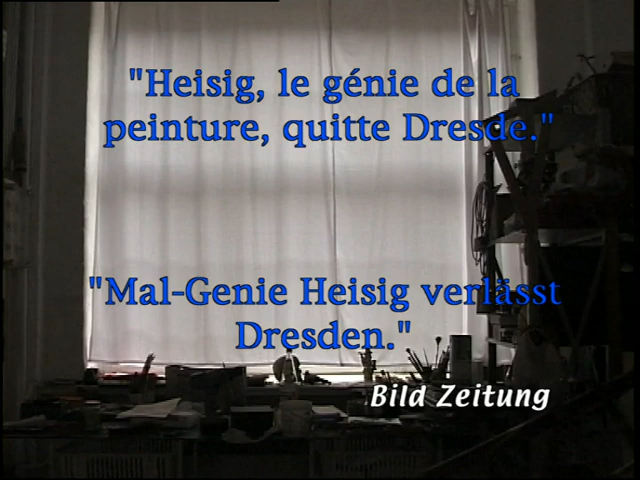 "Heisig, le génie de la
peinture, quitte Dresde."
"Mal-Genie Heisig verlässt
Dresden."
Bild Zeitung